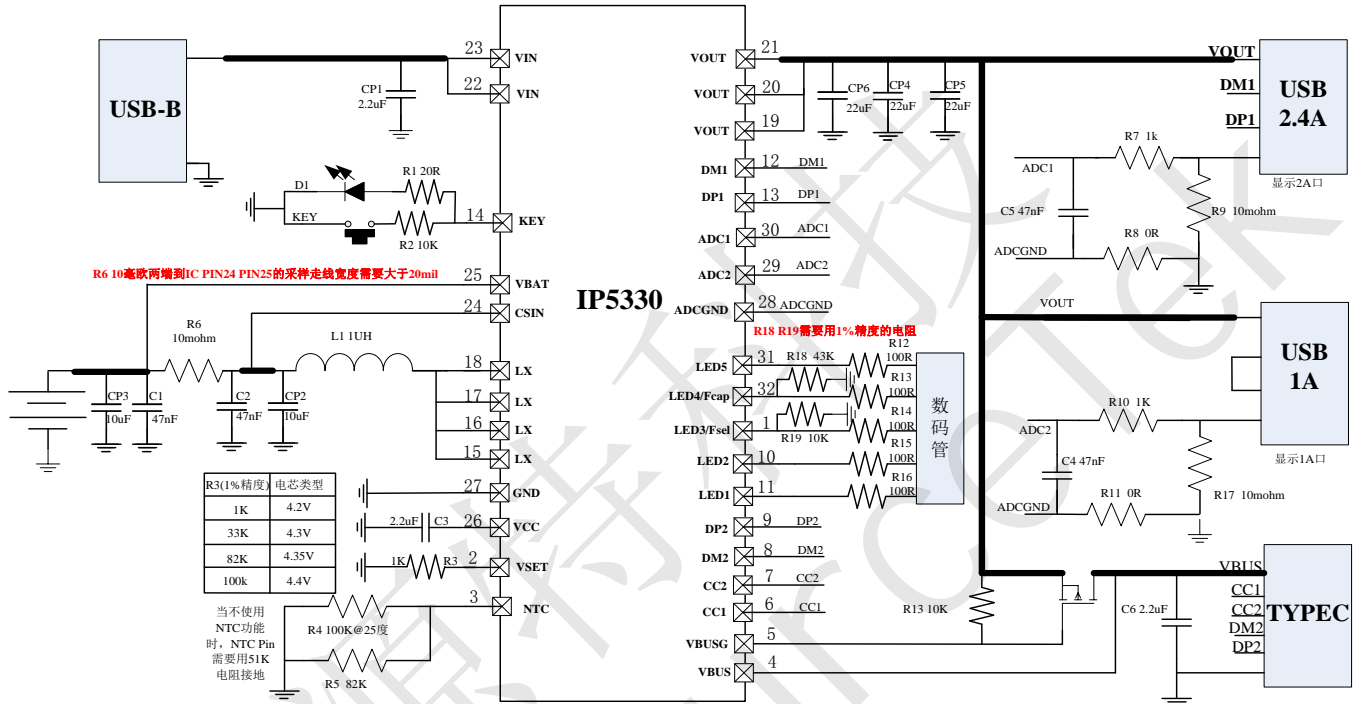 USB-B
23
VIN
22
VIN
CP1
2.2uF
D1
R1 20R
KEY
R2 10K
14
KEY
R6 10毫欧两端到IC PIN24 PIN25的采样走线宽度需要大于20mil
25
VBAT
24
CSIN
R6
10mohm
L1 1UH
18
LX
17
LX
16
LX
15
LX
CP3
10uF
C1
47nF
C2
47nF
CP2
10uF
27
GND
2.2uF
C3
26
VCC
1K
R3
2
VSET
3
NTC
R3(1%精度) 电芯类型
1K 4.2V
33K 4.3V
82K 4.35V
100k 4.4V
当不使用
NTC功能
时，NTC Pin
需要用51K
电阻接地
R4 100K@25度
R5 82K
IP5330
VOUT
21
VOUT
20
VOUT
19
DM1
12
DM1
DP1
13
DP1
ADC1
30
ADC1
ADC2
29
ADC2
ADCGND
28
ADCGND
R18 R19需要用1%精度的电阻
LED5
31
LED4/Fcap
32
LED3/Fsel
1
LED2
10
LED1
11
R18 43K
R19 10K
R12
100R
R13
100R
R14
100R
R15
100R
R16
100R
数码管
DP2
9
DP2
DM2
8
DM2
CC2
7
CC2
CC1
6
CC1
VBUSG
5
VBUS
4
CP6
22uF
CP4
22uF
CP5
22uF
VOUT
DM1
DP1
USB
2.4A
R7 1k
ADC1
C5 47nF
R9 10mohm
R8 0R
ADCGND
显示2A口
VOUT
USB
1A
R10 1K
ADC2
C4 47nF
R11 0R
ADCGND
R17 10mohm
显示1A口
R13 10K
C6 2.2uF
VBUS
CC1
CC2
DM2
DP2
TYPEC
源特科技
urceTek